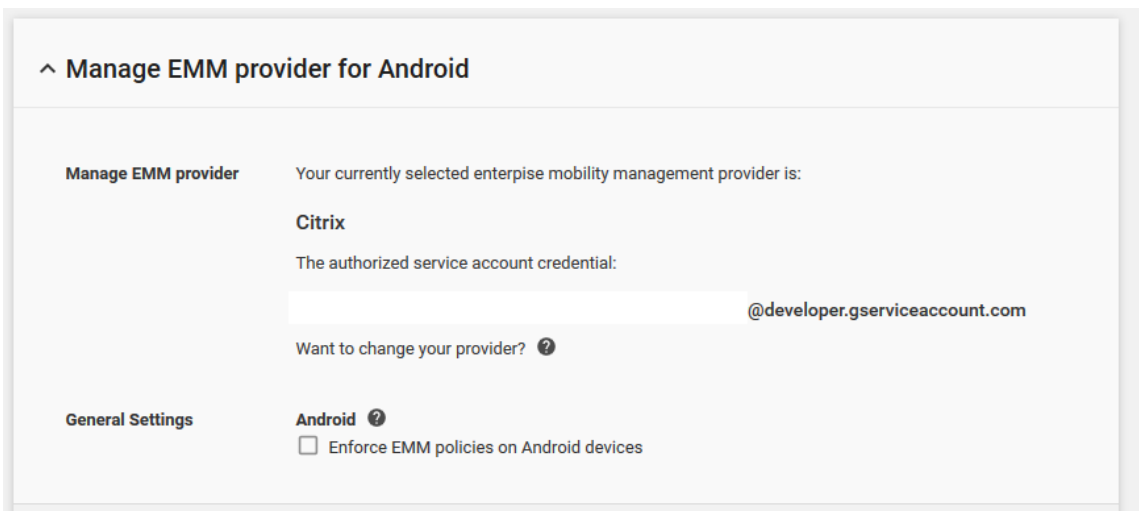 Manage EMM provider for Android
Manage EMM provider
Your currently selected enterpise mobility management provider is:
Citrix
The authorized service account credential:
@developer.gserviceaccount.com
Want to change your provider? ?
General Settings
Android ?
Enforce EMM policies on Android devices